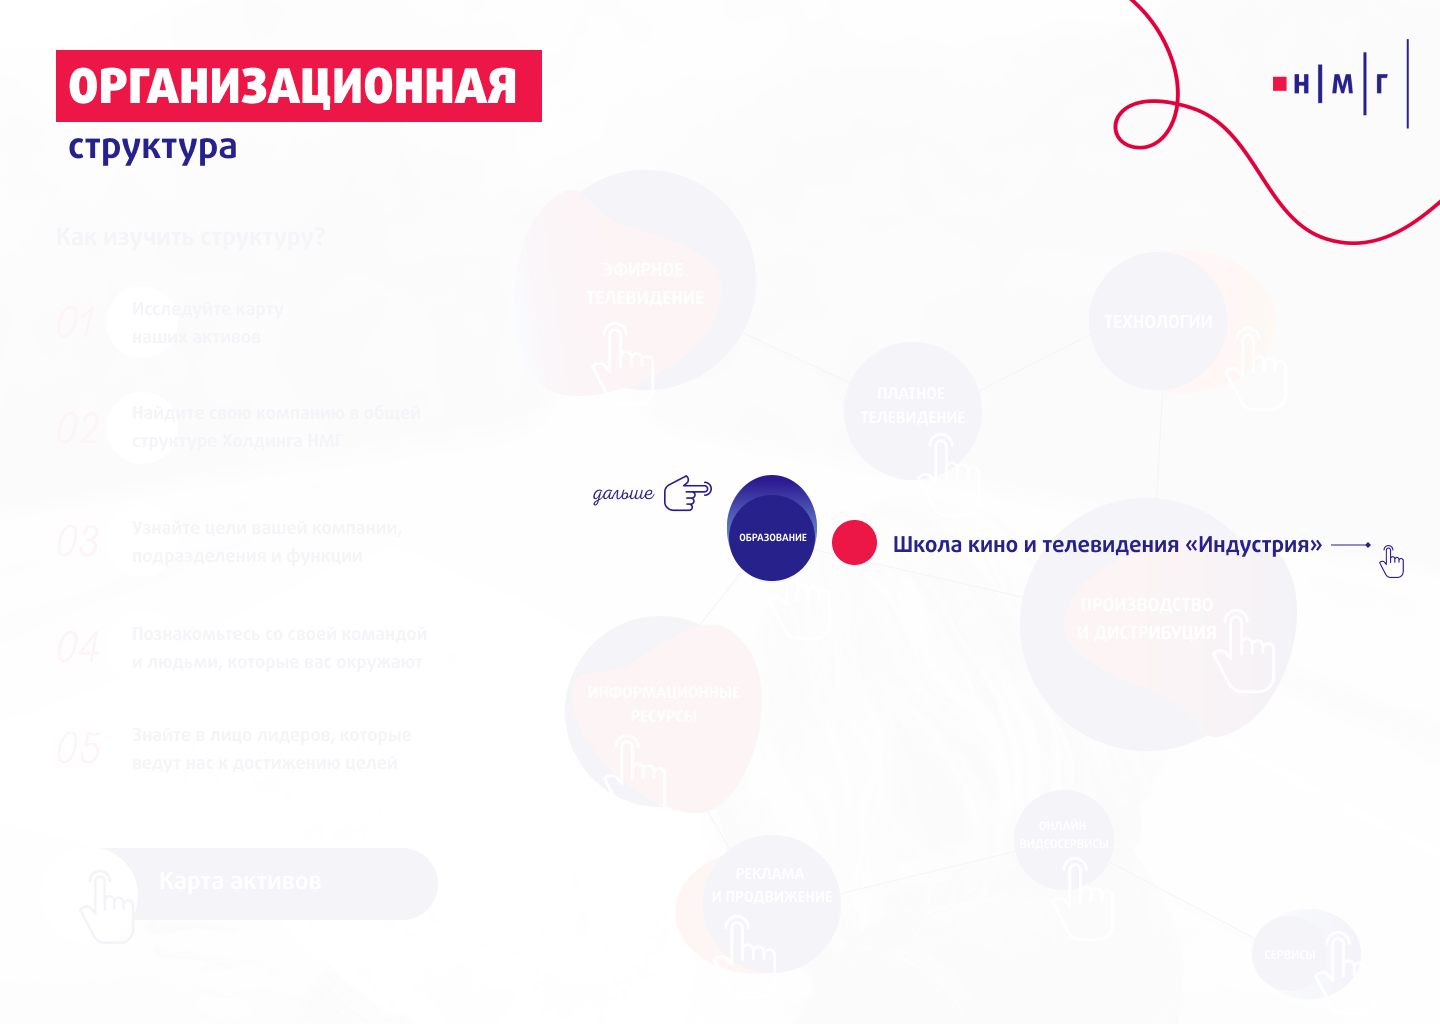 ОРГАНИЗАЦИОННАЯ
структура
Н М Г
Как изучить структуру?
01 Исследуйте карту
наших активов
02 Найдите свою компанию в общей
структуре Холдинга НМГ
03 Узнайте цели вашей компании,
подразделения и функции
04 Познакомьтесь со своей командой
и людьми, которые вас окружают
05 Знайте в лицо лидеров, которые
ведут нас к достижению целей
Карта активов
ЭФИРНОЕ
ТЕЛЕВИДЕНИЕ
ТЕХНОЛОГИИ
ПЛАТНОЕ
ТЕЛЕВИДЕНИЕ
дальше
ОБРАЗОВАНИЕ
Школа кино и телевидения «Индустрия»
ПРОИЗВОДСТВО
И ДИСТРИБУЦИЯ
ИНФОРМАЦИОННЫЕ
РЕСУРСЫ
ОНЛАЙН
ВИДЕОСЕРВИСЫ
РЕКЛАМА
И ПРОДВИЖЕНИЕ
СЕРВИСЫ